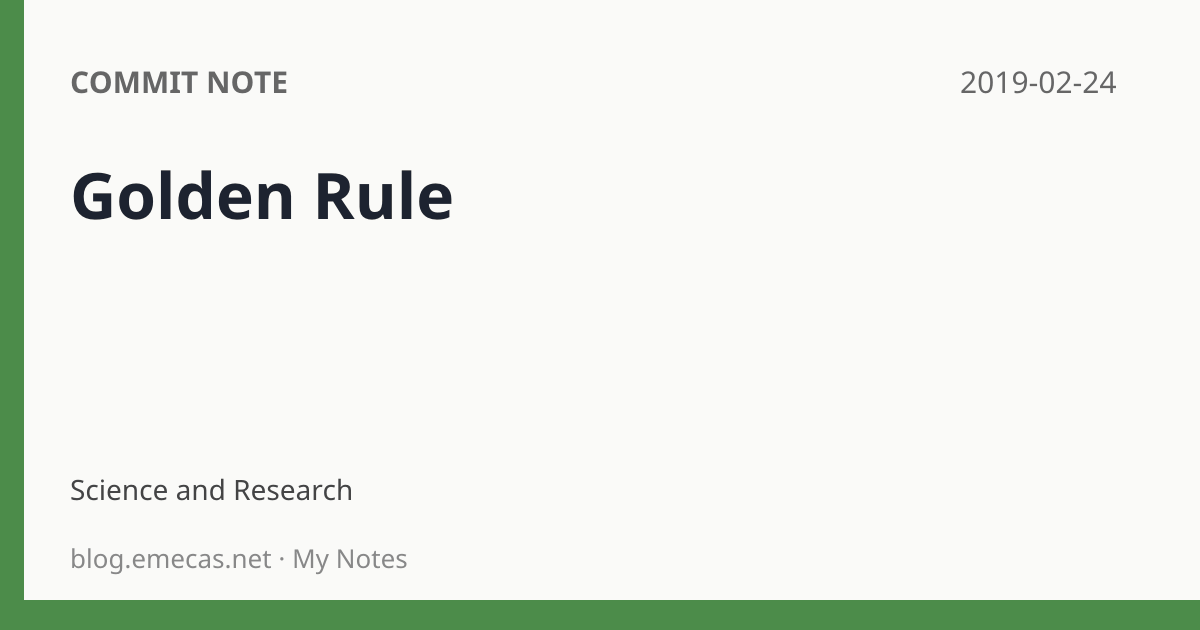 COMMIT NOTE
2019-02-24
Golden Rule
Science and Research
blog.emecas.net · My Notes